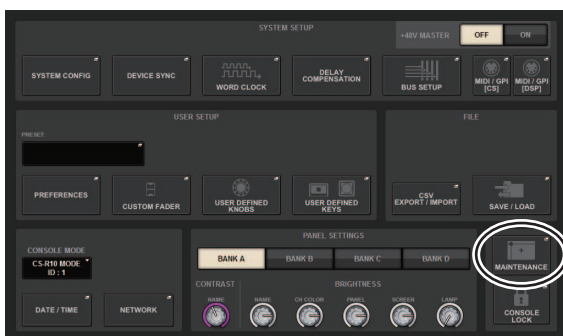 SYSTEM SETUP
+48V MASTER
OFF
ON
SYSTEM CONFIG
DEVICE SYNC
WORD CLOCK
DELAY
COMPENSATION
BUS SETUP
MIDI / GPI
[CS]
MIDI / GPI
[DSP]
USER SETUP
FILE
PRESET
PREFERENCES
CUSTOM FADER
USER DEFINED
KNOBS
USER DEFINED
KEYS
CSV
EXPORT / IMPORT
SAVE / LOAD
PANEL SETTINGS
CONSOLE MODE
CS-R10 MODE
ID : 1
BANK A
BANK B
BANK C
BANK D
MAINTENANCE
CONTRAST
BRIGHTNESS
NAME
NAME
CH COLOR
PANEL
SCREEN
LAMP
DATE / TIME
NETWORK
CONSOLE
LOCK